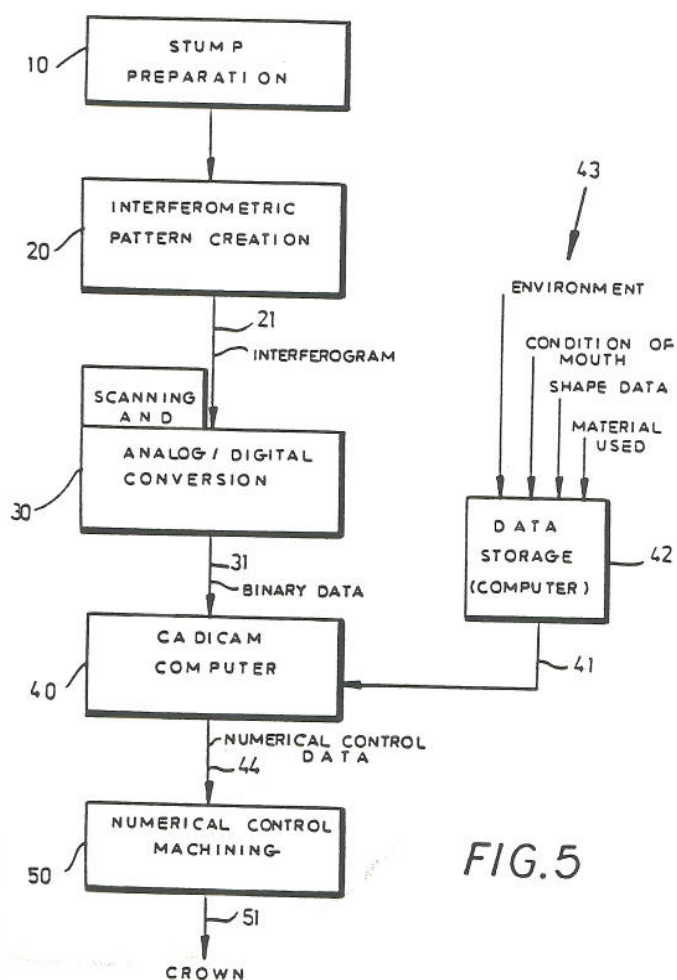 10
STUMP
PREPARATION
INTERFEROMETRIC
PATTERN CREATION
20
43
ENVIRONMENT
21
INTERFEROGRAM
CONDITION OF
MOUTH
SHAPE DATA
MATERIAL
USED
SCANNING
AND
ANALOG / DIGITAL
CONVERSION
30
DATA
STORAGE
(COMPUTER)
42
31
BINARY DATA
41
CADICAM
COMPUTER
40
NUMERICAL CONTROL
DATA
44
NUMERICAL CONTROL
MACHINING
50
FIG.5
51
CROWN